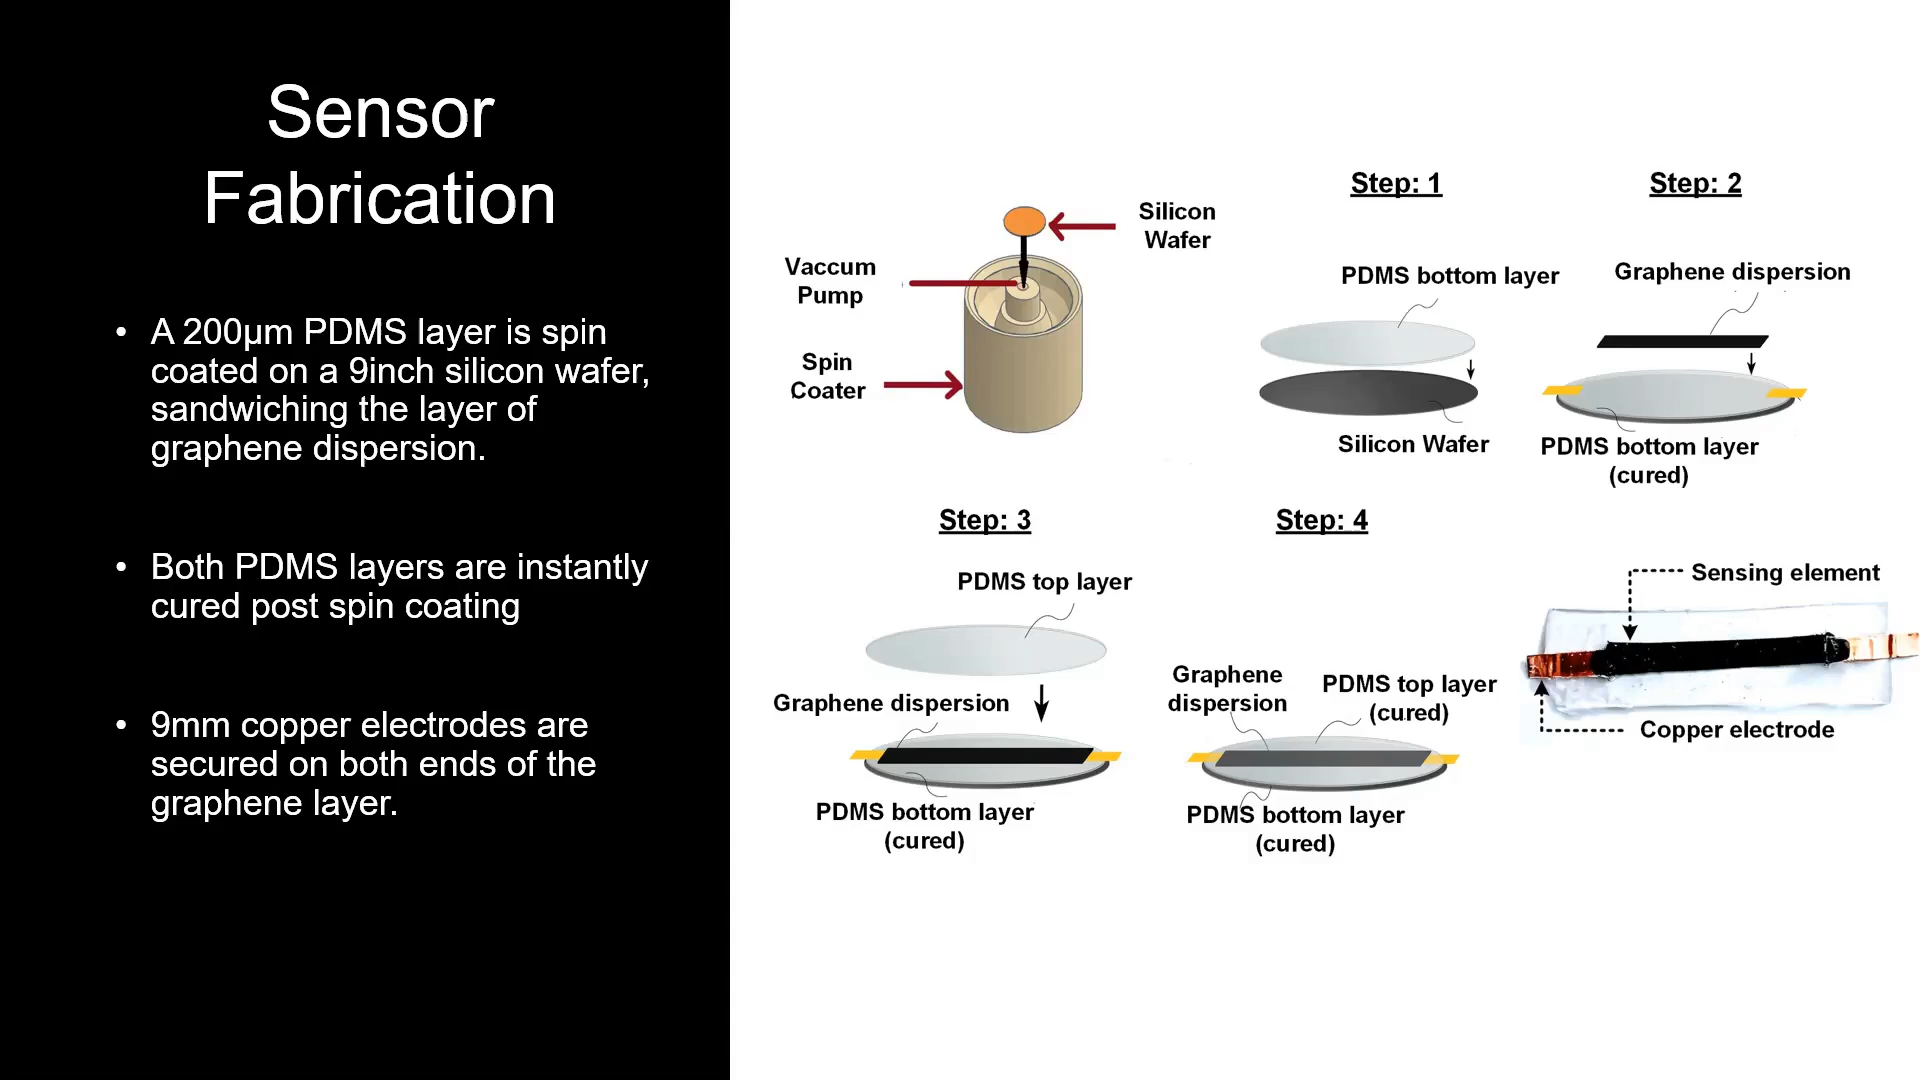 Sensor
Fabrication
• A 200µm PDMS layer is spin
coated on a 9inch silicon wafer,
sandwiching the layer of
graphene dispersion.
• Both PDMS layers are instantly
cured post spin coating
• 9mm copper electrodes are
secured on both ends of the
graphene layer.
Silicon
Wafer
Vaccum
Pump
Spin
Coater
Step: 1
PDMS bottom layer
Silicon Wafer
Step: 2
Graphene dispersion
PDMS bottom layer
(cured)
Step: 3
PDMS top layer
Graphene dispersion
PDMS bottom layer
(cured)
Step: 4
Graphene
dispersion
PDMS top layer
(cured)
PDMS bottom layer
(cured)
Sensing element
Copper electrode